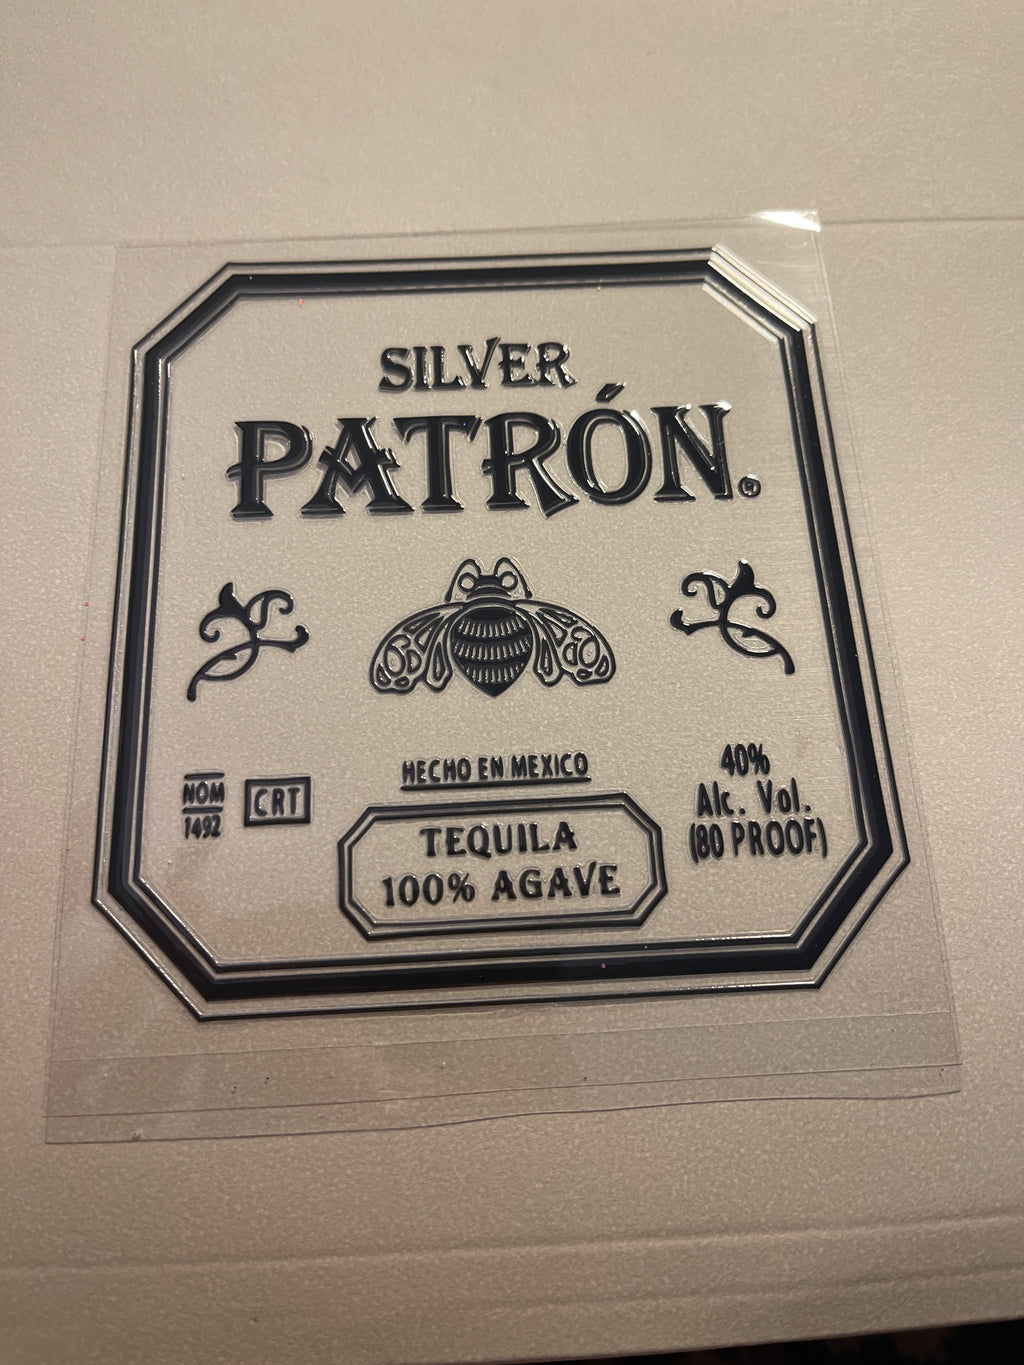 SILVER
PATRÓN®
NOM
1492
CRT
HECHO EN MEXICO
TEQUILA
100% AGAVE
40%
Alc. Vol.
(80 PROOF)